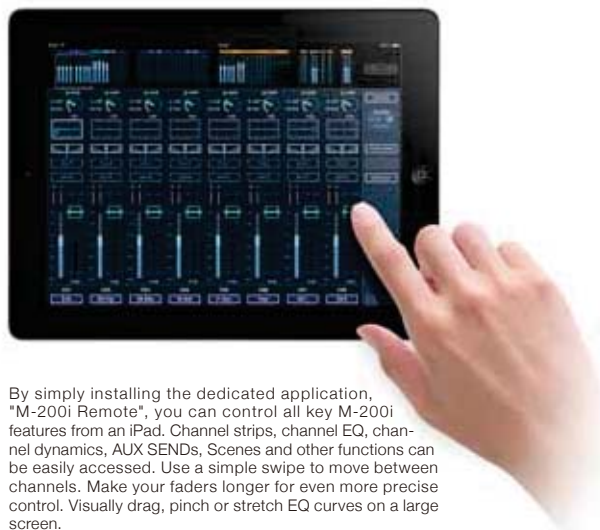 By simply installing the dedicated application,
"M-200i Remote", you can control all key M-200i
features from an iPad. Channel strips, channel EQ, chan-
nel dynamics, AUX SENDs, Scenes and other functions can
be easily accessed. Use a simple swipe to move between
channels. Make your faders longer for even more precise
control. Visually drag, pinch or stretch EQ curves on a large
screen.